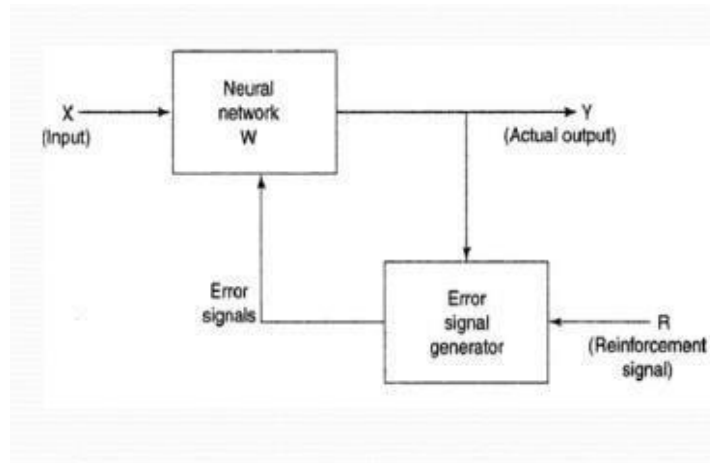 Neural
network
W
X
(Input)
Y
(Actual output)
Error
signals
Error
signal
generator
R
(Reinforcement
signal)